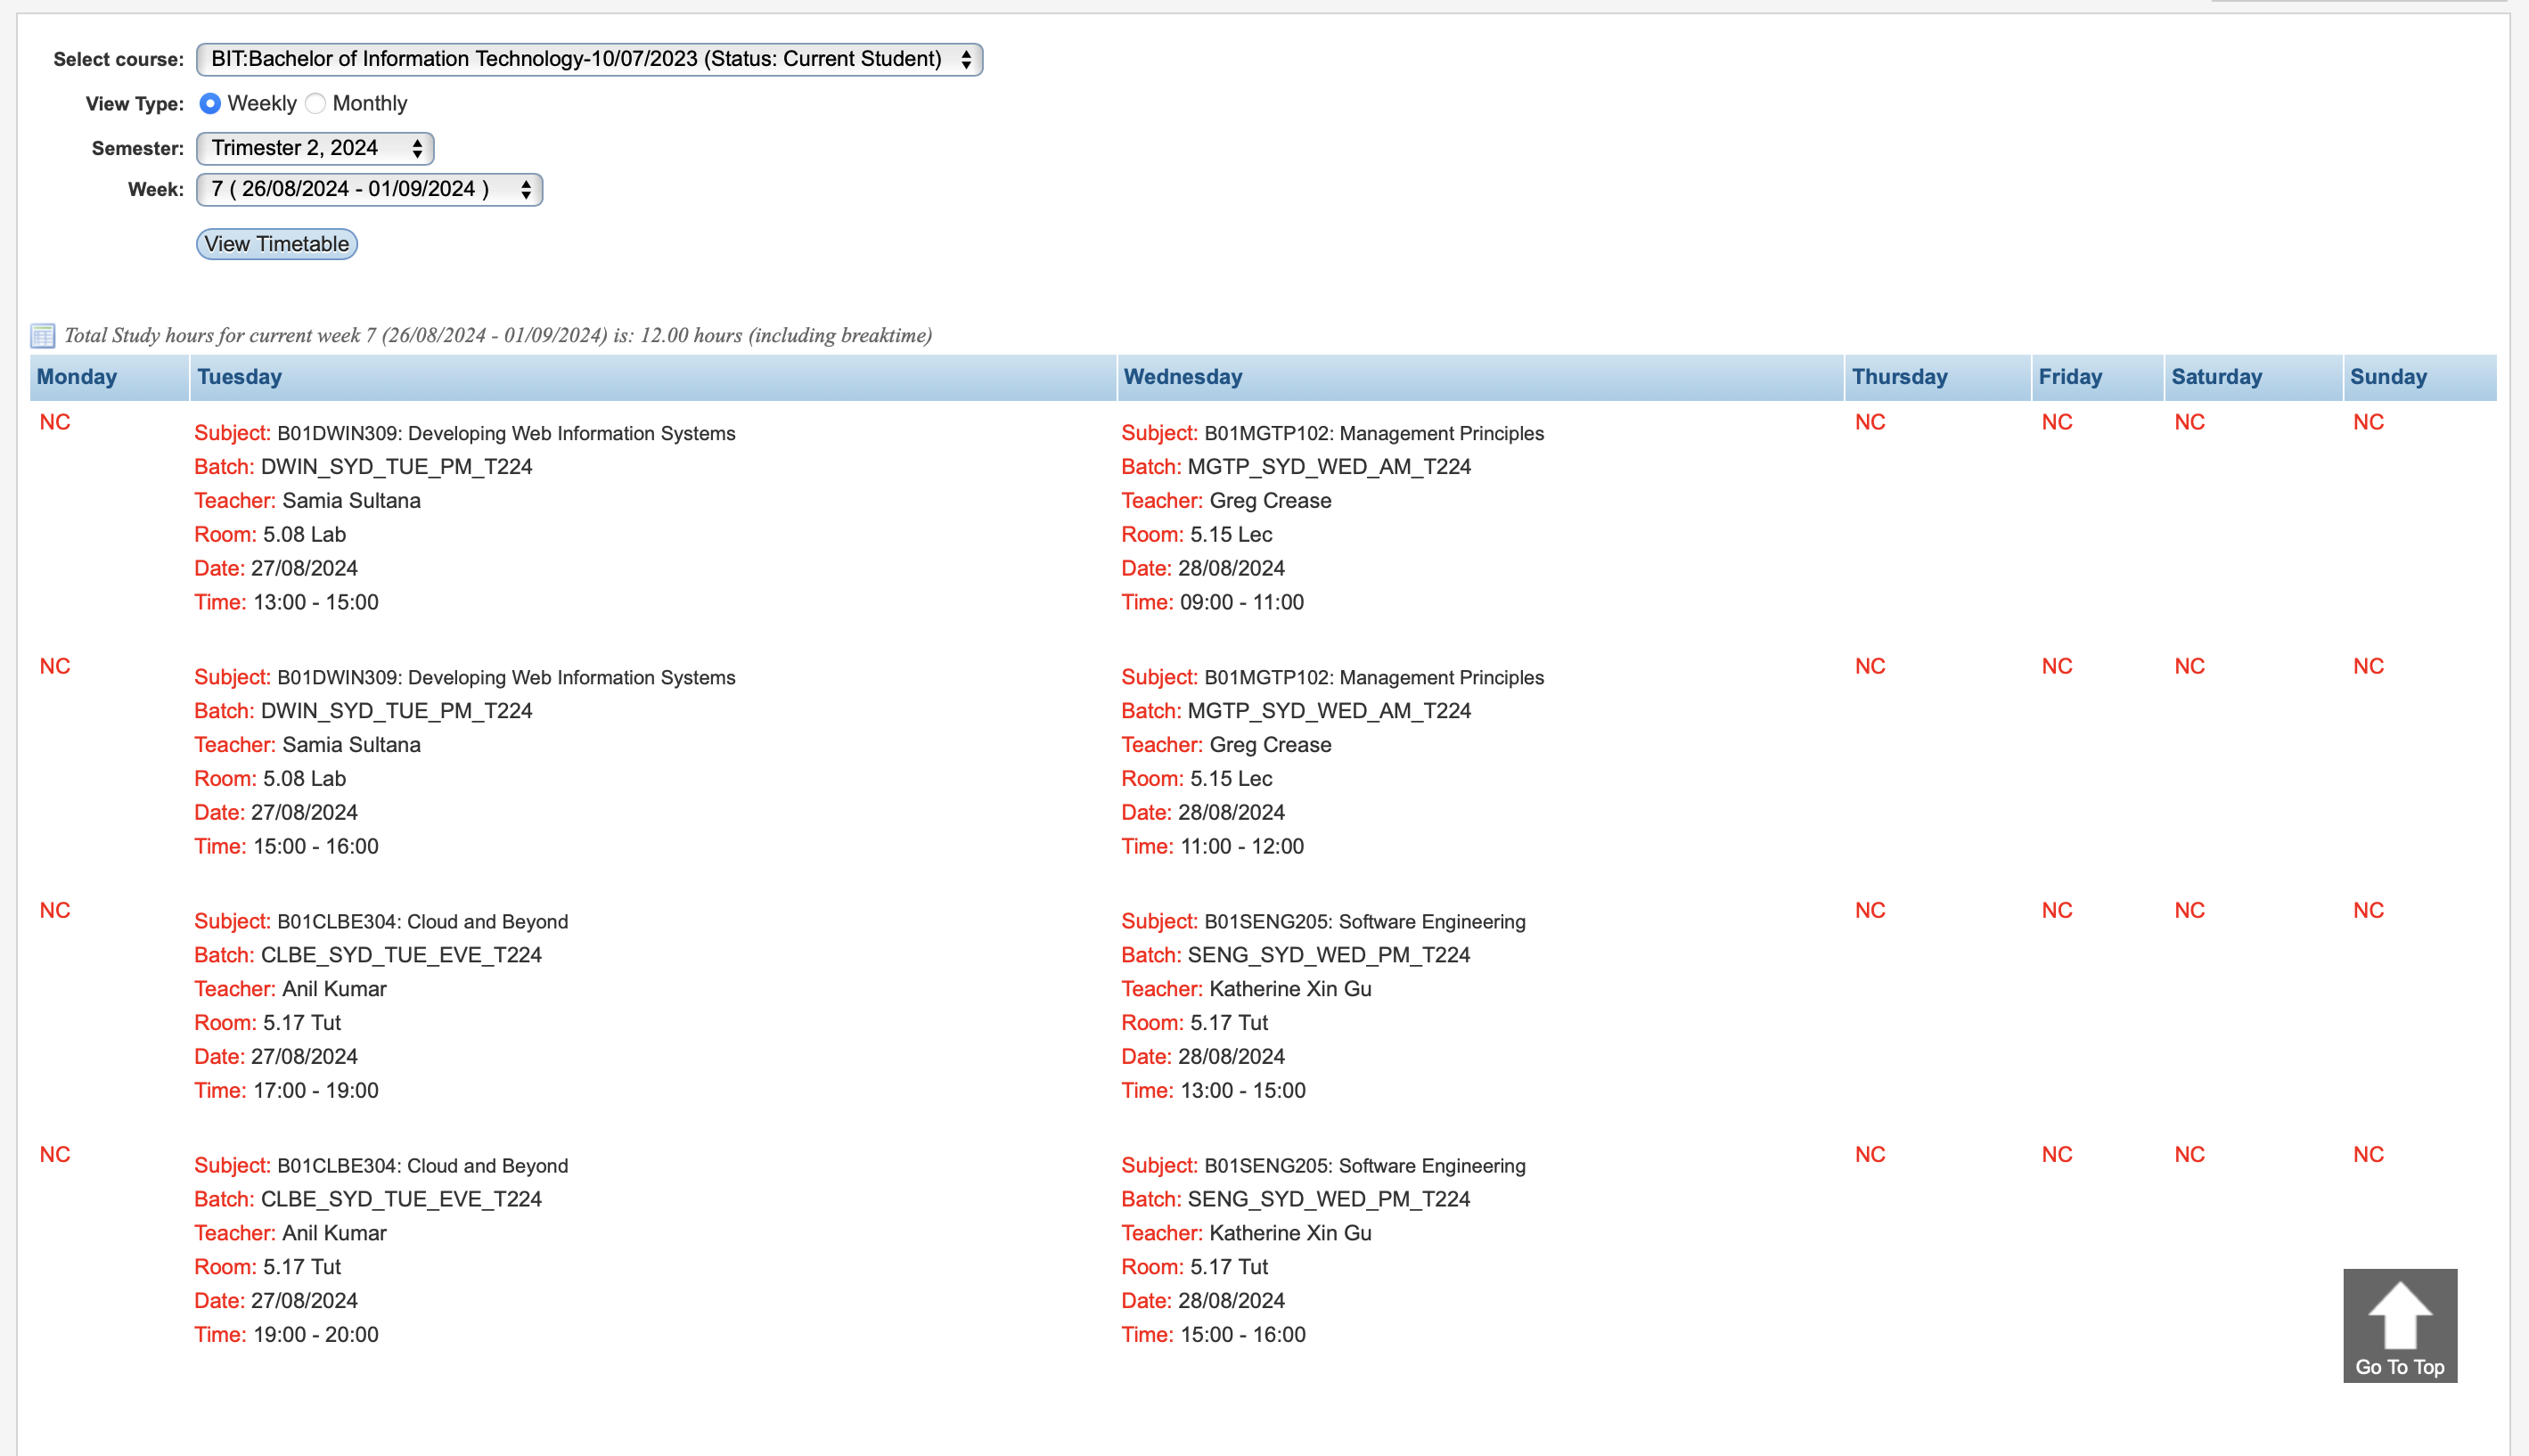 Select course: BIT:Bachelor of Information Technology-10/07/2023 (Status: Current Student)
View Type: Weekly Monthly
Semester: Trimester 2, 2024
Week: 7 ( 26/08/2024 - 01/09/2024 )
View Timetable
Total Study hours for current week 7 (26/08/2024 - 01/09/2024) is: 12.00 hours (including breaktime)
Monday Tuesday Wednesday Thursday Friday Saturday Sunday
NC
Subject: B01DWIN309: Developing Web Information Systems
Batch: DWIN_SYD_TUE_PM_T224
Teacher: Samia Sultana
Room: 5.08 Lab
Date: 27/08/2024
Time: 13:00 - 15:00
Subject: B01MGTP102: Management Principles
Batch: MGTP_SYD_WED_AM_T224
Teacher: Greg Crease
Room: 5.15 Lec
Date: 28/08/2024
Time: 09:00 - 11:00
NC NC NC NC
NC
Subject: B01DWIN309: Developing Web Information Systems
Batch: DWIN_SYD_TUE_PM_T224
Teacher: Samia Sultana
Room: 5.08 Lab
Date: 27/08/2024
Time: 15:00 - 16:00
Subject: B01MGTP102: Management Principles
Batch: MGTP_SYD_WED_AM_T224
Teacher: Greg Crease
Room: 5.15 Lec
Date: 28/08/2024
Time: 11:00 - 12:00
NC NC NC NC
NC
Subject: B01CLBE304: Cloud and Beyond
Batch: CLBE_SYD_TUE_EVE_T224
Teacher: Anil Kumar
Room: 5.17 Tut
Date: 27/08/2024
Time: 17:00 - 19:00
Subject: B01SENG205: Software Engineering
Batch: SENG_SYD_WED_PM_T224
Teacher: Katherine Xin Gu
Room: 5.17 Tut
Date: 28/08/2024
Time: 13:00 - 15:00
NC NC NC NC
NC
Subject: B01CLBE304: Cloud and Beyond
Batch: CLBE_SYD_TUE_EVE_T224
Teacher: Anil Kumar
Room: 5.17 Tut
Date: 27/08/2024
Time: 19:00 - 20:00
Subject: B01SENG205: Software Engineering
Batch: SENG_SYD_WED_PM_T224
Teacher: Katherine Xin Gu
Room: 5.17 Tut
Date: 28/08/2024
Time: 15:00 - 16:00
NC NC NC NC
Go To Top